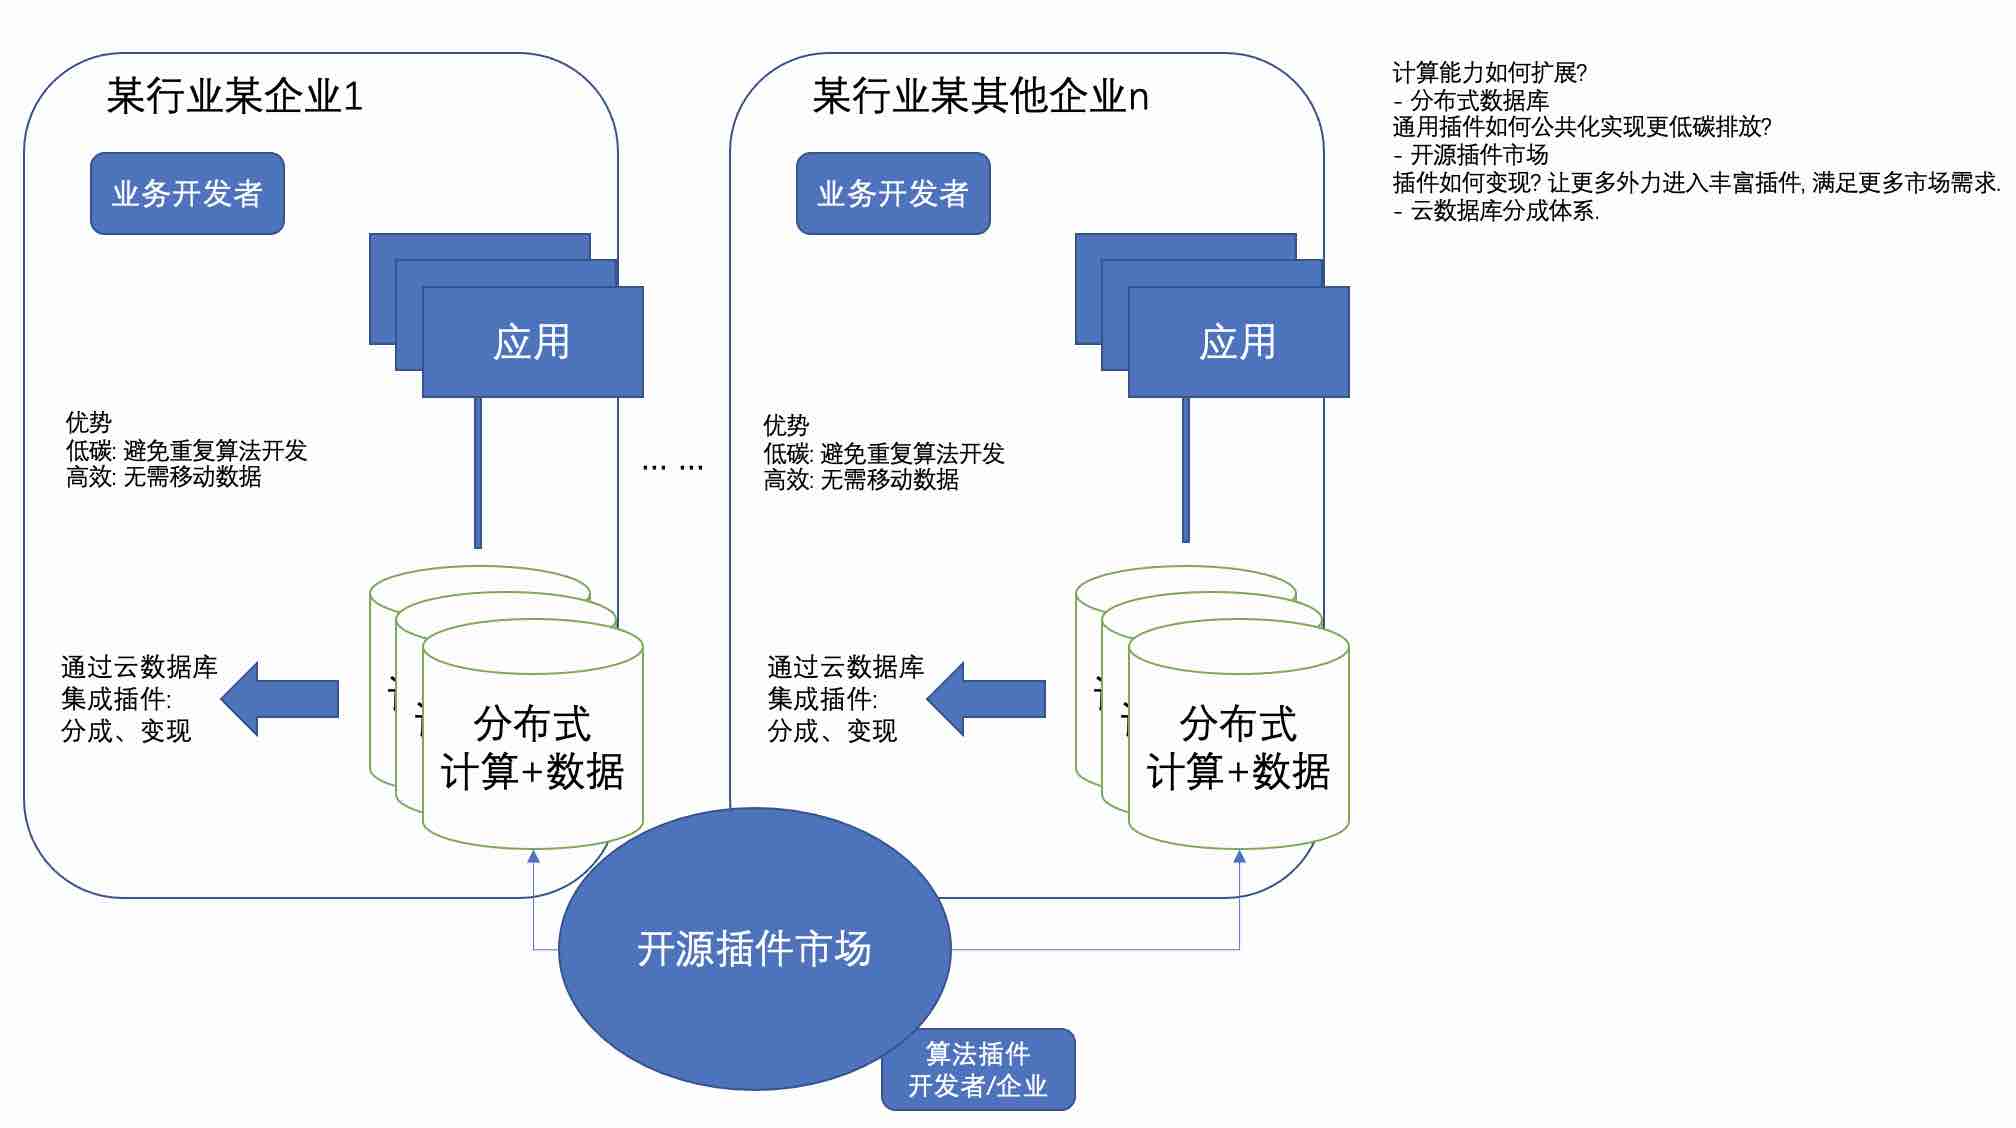 某行业某企业1
业务开发者
应用
优势
低碳: 避免重复算法开发
高效: 无需移动数据
通过云数据库
集成插件:
分成、变现
计
计
分布式
计算+数据
... ...
某行业某其他企业n
业务开发者
应用
优势
低碳: 避免重复算法开发
高效: 无需移动数据
通过云数据库
集成插件:
分成、变现
计
计
分布式
计算+数据
计算能力如何扩展?
- 分布式数据库
通用插件如何公共化实现更低碳排放?
- 开源插件市场
插件如何变现? 让更多外力进入丰富插件, 满足更多市场需求.
- 云数据库分成体系.
开源插件市场
算法插件
开发者/企业